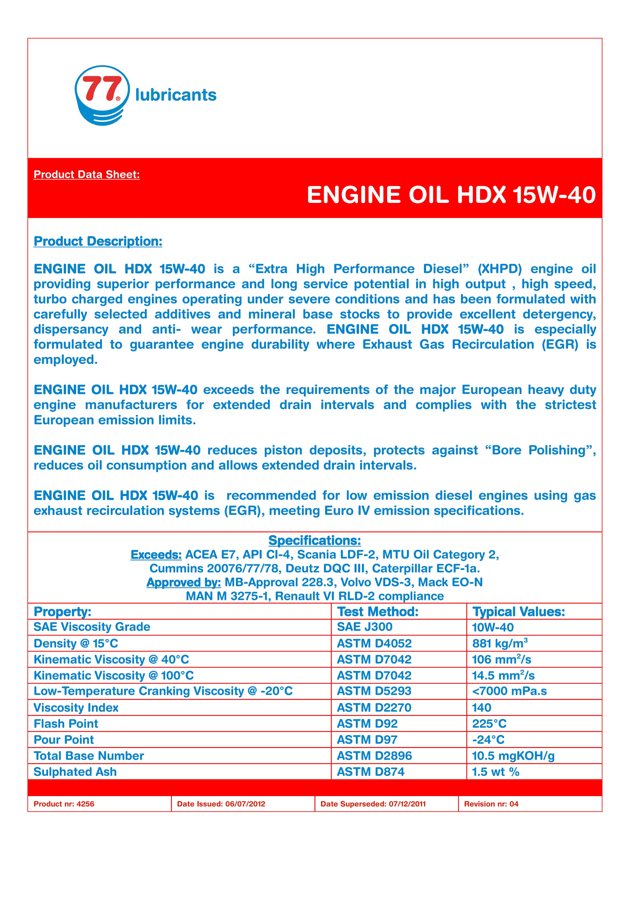 77
lubricants
Product Data Sheet:
ENGINE OIL HDX 15W-40
Product Description:
ENGINE OIL HDX 15W-40 is a “Extra High Performance Diesel” (XHPD) engine oil
providing superior performance and long service potential in high output , high speed,
turbo charged engines operating under severe conditions and has been formulated with
carefully selected additives and mineral base stocks to provide excellent detergency,
dispersancy and anti- wear performance. ENGINE OIL HDX 15W-40 is especially
formulated to guarantee engine durability where Exhaust Gas Recirculation (EGR) is
employed.
ENGINE OIL HDX 15W-40 exceeds the requirements of the major European heavy duty
engine manufacturers for extended drain intervals and complies with the strictest
European emission limits.
ENGINE OIL HDX 15W-40 reduces piston deposits, protects against “Bore Polishing”,
reduces oil consumption and allows extended drain intervals.
ENGINE OIL HDX 15W-40 is recommended for low emission diesel engines using gas
exhaust recirculation systems (EGR), meeting Euro IV emission specifications.
Specifications:
Exceeds: ACEA E7, API CI-4, Scania LDF-2, MTU Oil Category 2,
Cummins 20076/77/78, Deutz DQC III, Caterpillar ECF-1a.
Approved by: MB-Approval 228.3, Volvo VDS-3, Mack EO-N
MAN M 3275-1, Renault VI RLD-2 compliance
Property: Test Method: Typical Values:
SAE Viscosity Grade SAE J300 10W-40
Density @ 15°C ASTM D4052 881 kg/m³
Kinematic Viscosity @ 40°C ASTM D7042 106 mm²/s
Kinematic Viscosity @ 100°C ASTM D7042 14.5 mm²/s
Low-Temperature Cranking Viscosity @ -20°C ASTM D5293 <7000 mPa.s
Viscosity Index ASTM D2270 140
Flash Point ASTM D92 225°C
Pour Point ASTM D97 -24°C
Total Base Number ASTM D2896 10.5 mgKOH/g
Sulphated Ash ASTM D874 1.5 wt %
Product nr: 4256 Date Issued: 06/07/2012 Date Superseded: 07/12/2011 Revision nr: 04